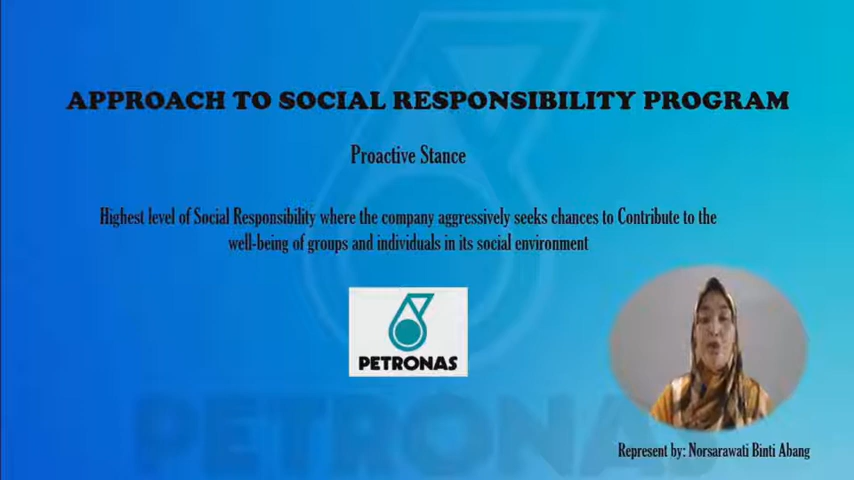 APPROACH TO SOCIAL RESPONSIBILITY PROGRAM
Proactive Stance
Highest level of Social Responsibility where the company aggressively seeks chances to Contribute to the
well-being of groups and individuals in its social environment
PETRONAS
PETRONAS
Represent by: Norsarawati Binti Abang